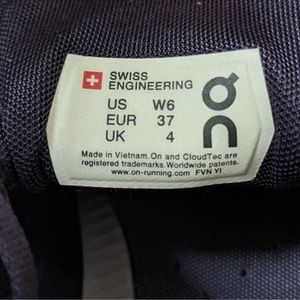 SWISS
ENGINEERING
US W6
EUR 37
UK 4
Made in Vietnam. On and CloudTec are
registered trademarks. Worldwide patents.
www.on-running.com FVN YI